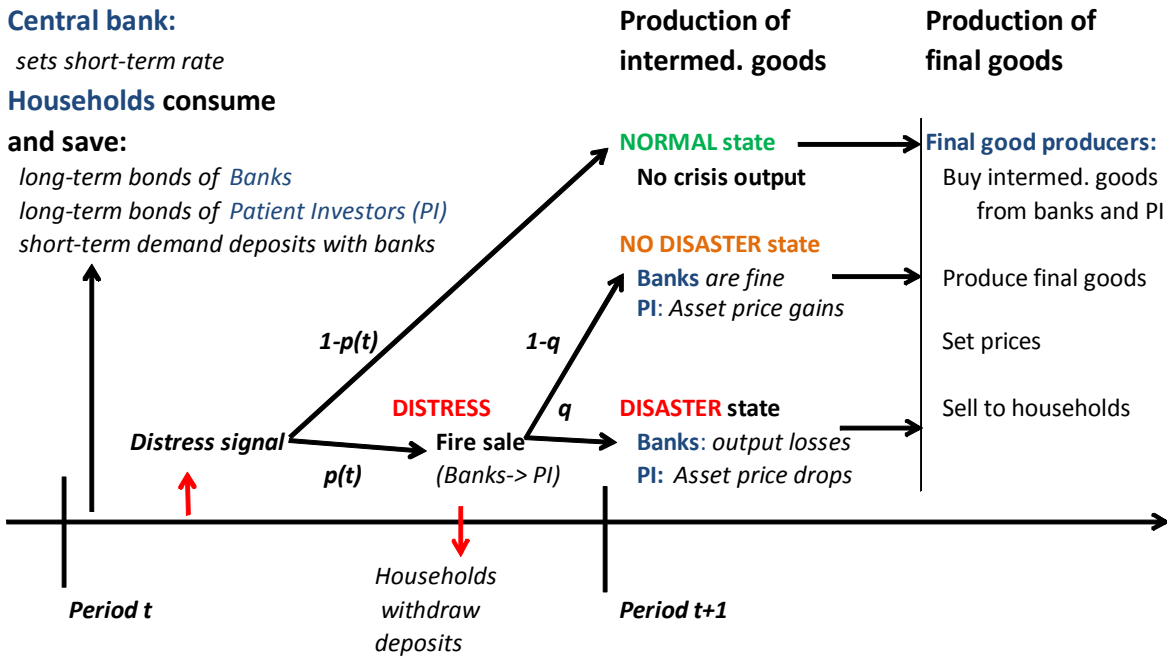 Central bank:
sets short-term rate
Households consume
and save:
long-term bonds of Banks
long-term bonds of Patient Investors (PI)
short-term demand deposits with banks
Production of
intermed. goods
Production of
final goods
NORMAL state
No crisis output
NO DISASTER state
Banks are fine
PI: Asset price gains
1-p(t)
1-q
DISTRESS
q
DISASTER state
Distress signal
Fire sale
Banks: output losses
p(t)
(Banks-> PI)
PI: Asset price drops
Final good producers:
Buy intermed. goods
from banks and PI
Produce final goods
Set prices
Sell to households
Period t
Households
withdraw
deposits
Period t+1